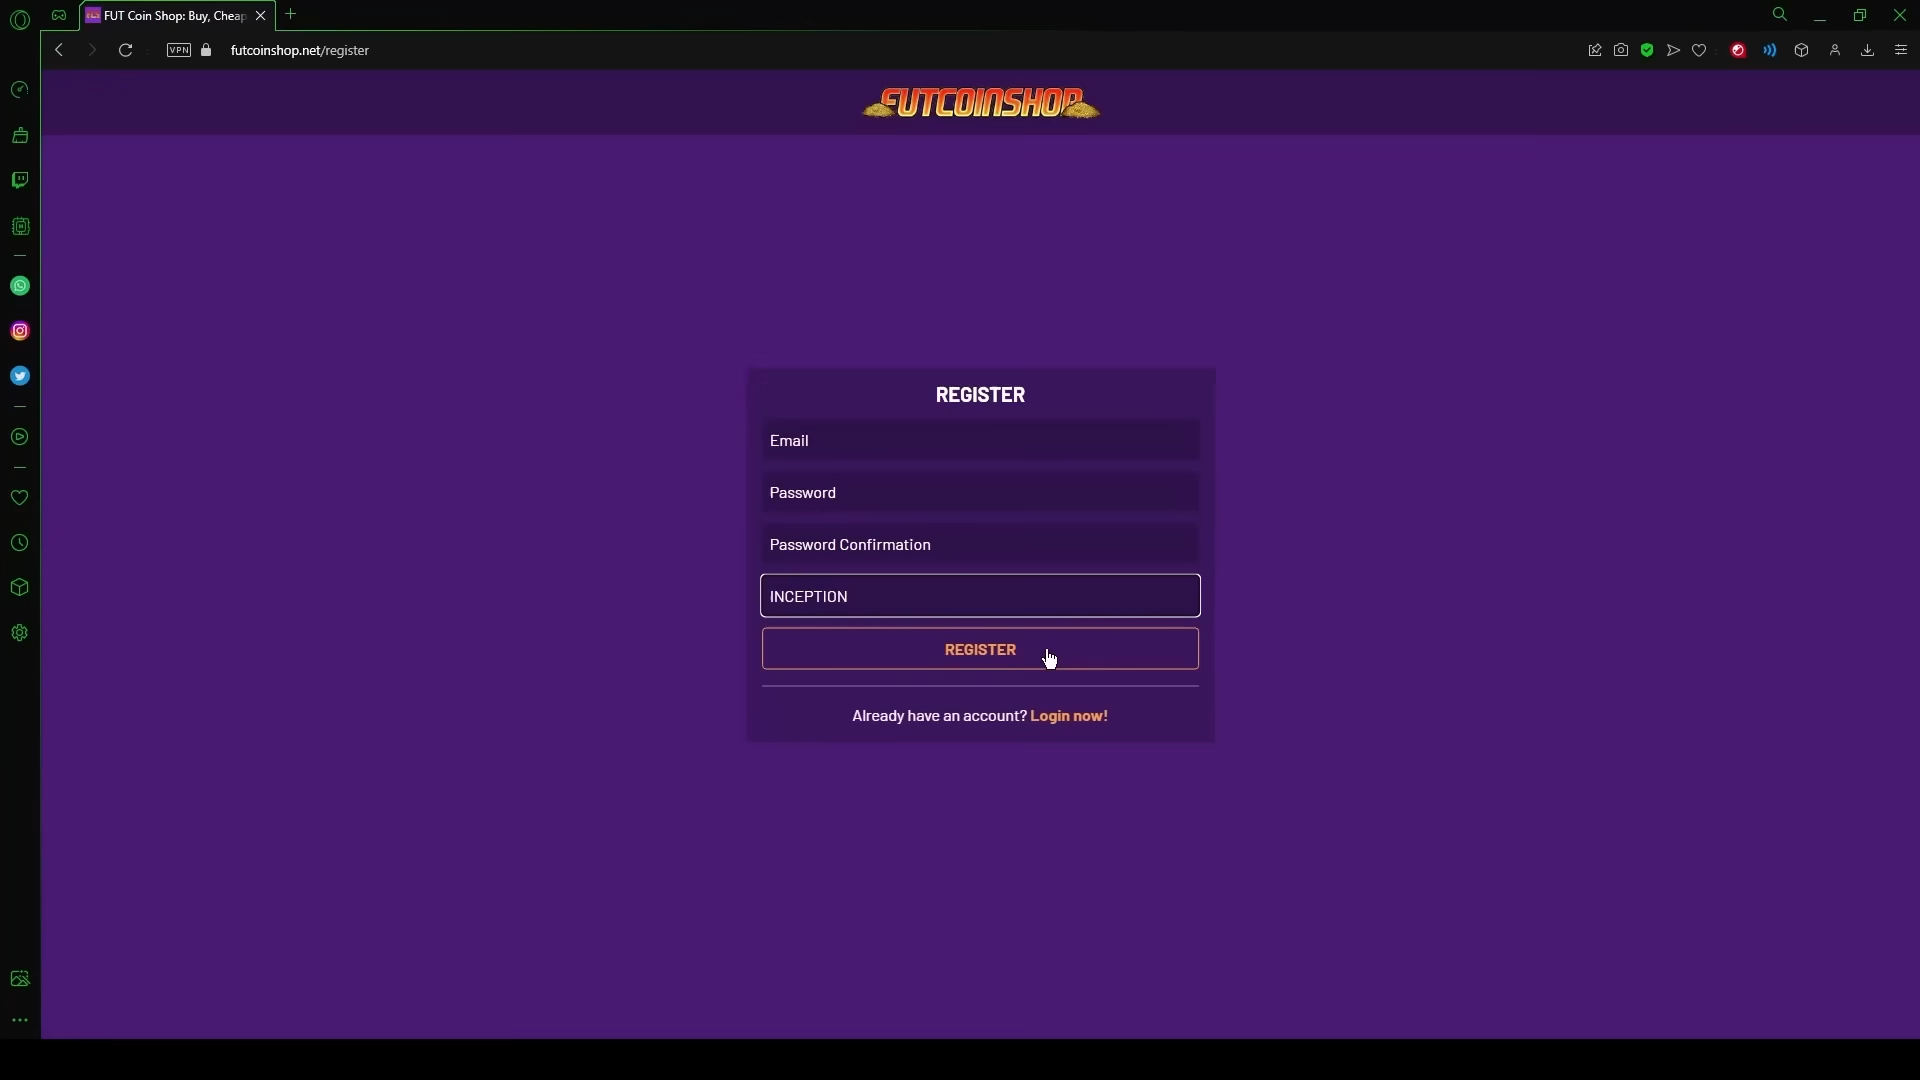 FUT Coin Shop: Buy, Cheap
VPN
futcoinshop.net/register
FUTCOINSHOP
REGISTER
Email
Password
Password Confirmation
INCEPTION
REGISTER
Already have an account? Login now!